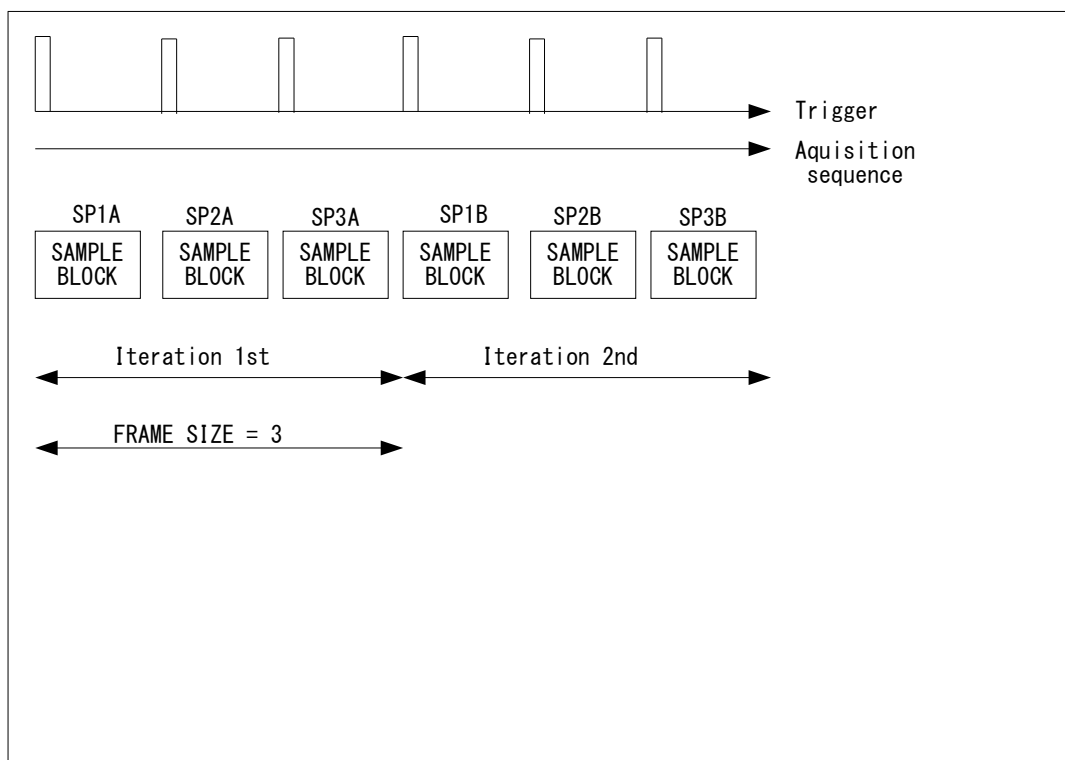 Trigger
Aquisition
sequence
SP1A SP2A SP3A SP1B SP2B SP3B
SAMPLE SAMPLE SAMPLE SAMPLE SAMPLE SAMPLE
BLOCK BLOCK BLOCK BLOCK BLOCK BLOCK
Iteration 1st Iteration 2nd
FRAME SIZE = 3